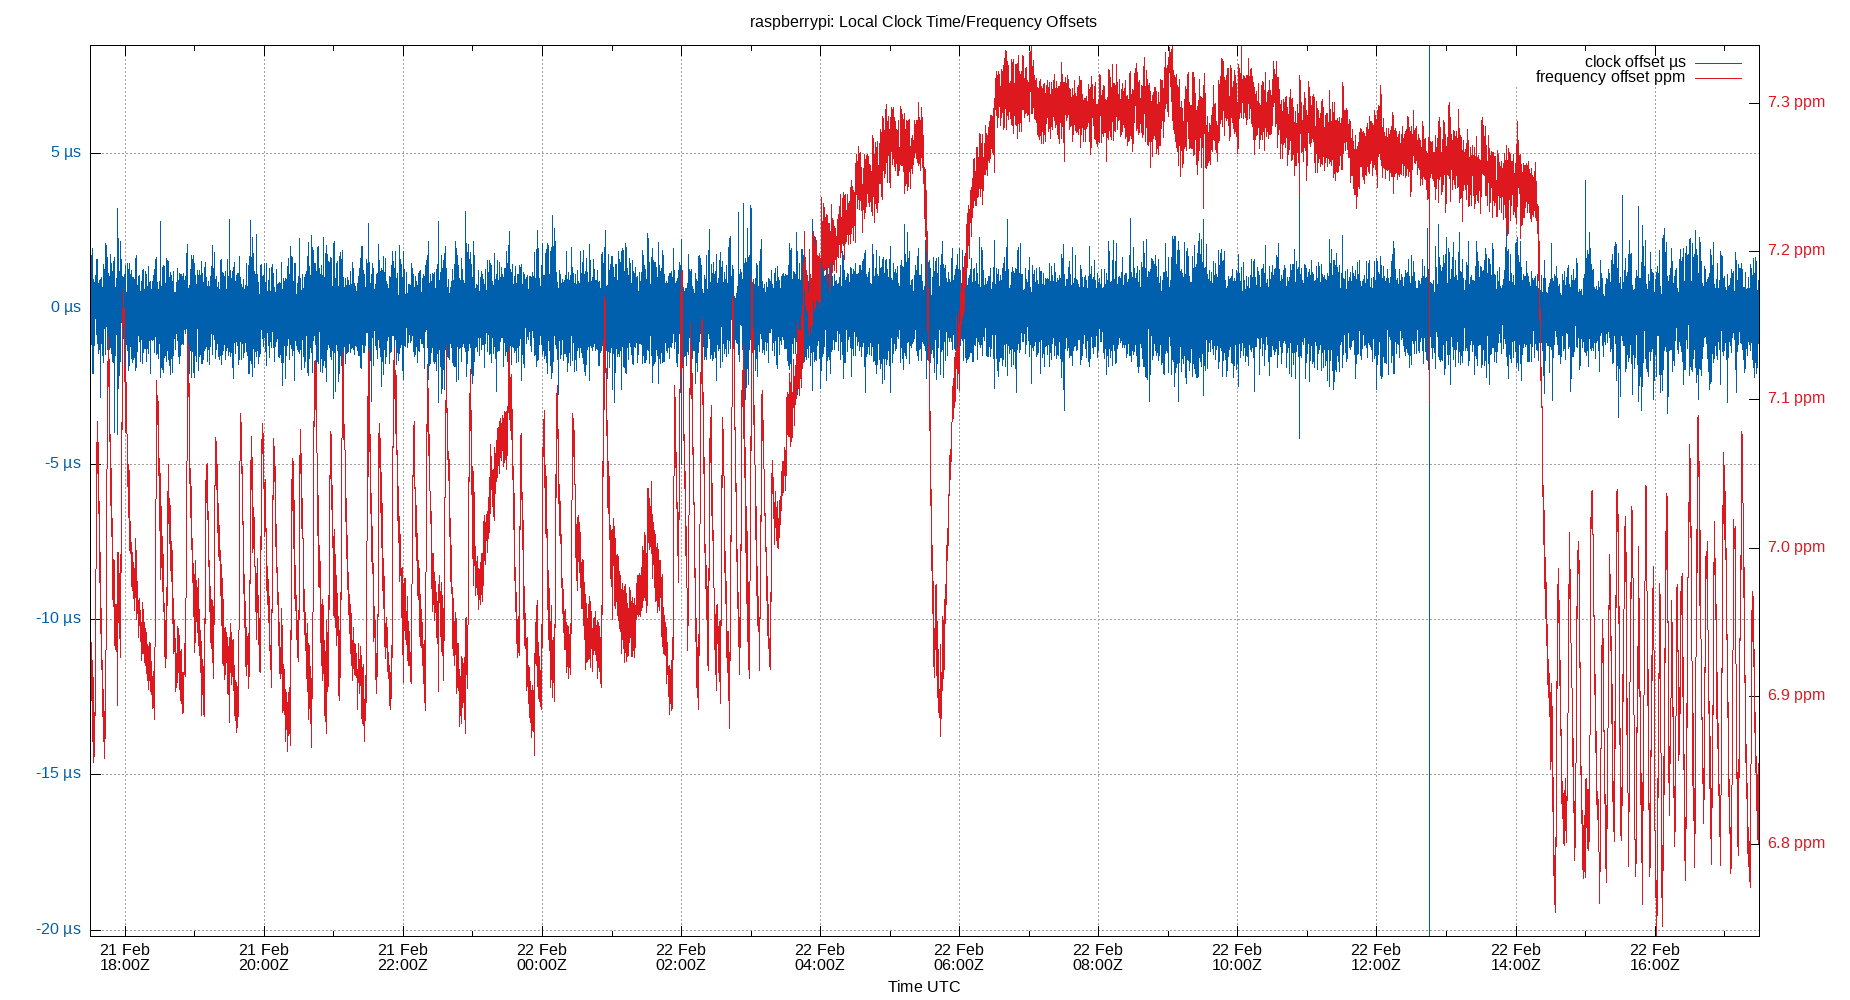 raspberrypi: Local Clock Time/Frequency Offsets
clock offset µs
frequency offset ppm
5 µs
0 µs
-5 µs
-10 µs
-15 µs
-20 µs
7.3 ppm
7.2 ppm
7.1 ppm
7.0 ppm
6.9 ppm
6.8 ppm
21 Feb 21 Feb 21 Feb 22 Feb 22 Feb 22 Feb 22 Feb 22 Feb 22 Feb 22 Feb 22 Feb 22 Feb
18:00Z 20:00Z 22:00Z 00:00Z 02:00Z 04:00Z 06:00Z 08:00Z 10:00Z 12:00Z 14:00Z 16:00Z
Time UTC